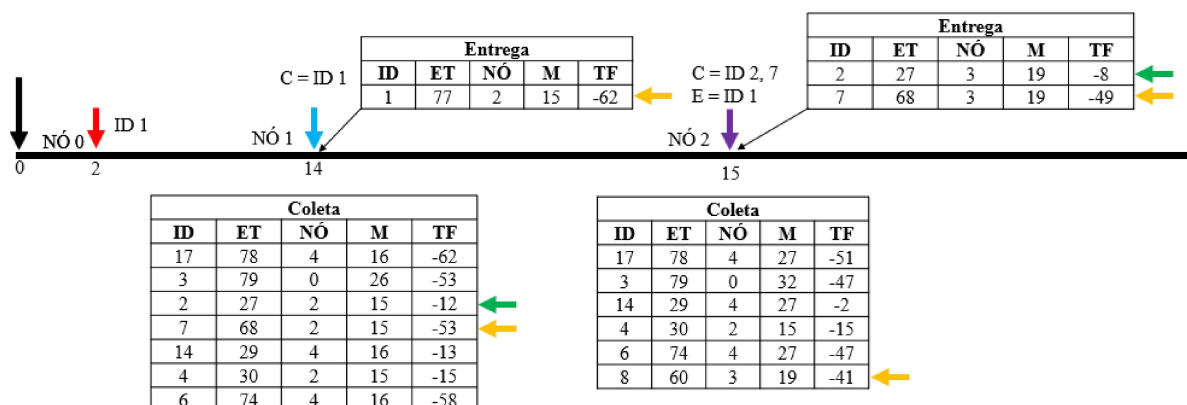 Entrega
ID ET NÓ M TF
1 77 2 15 -62
Entrega
ID ET NÓ M TF
2 27 3 19 -8
7 68 3 19 -49
C = ID 1
C = ID 2, 7
E = ID 1
NÓ 0
ID 1
NÓ 1
NÓ 2
0
2
14
15
Coleta
ID ET NÓ M TF
17 78 4 16 -62
3 79 0 26 -53
2 27 2 15 -12
7 68 2 15 -53
14 29 4 16 -13
4 30 2 15 -15
6 74 4 16 -58
Coleta
ID ET NÓ M TF
17 78 4 27 -51
3 79 0 32 -47
14 29 4 27 -2
4 30 2 15 -15
6 74 4 27 -47
8 60 3 19 -41